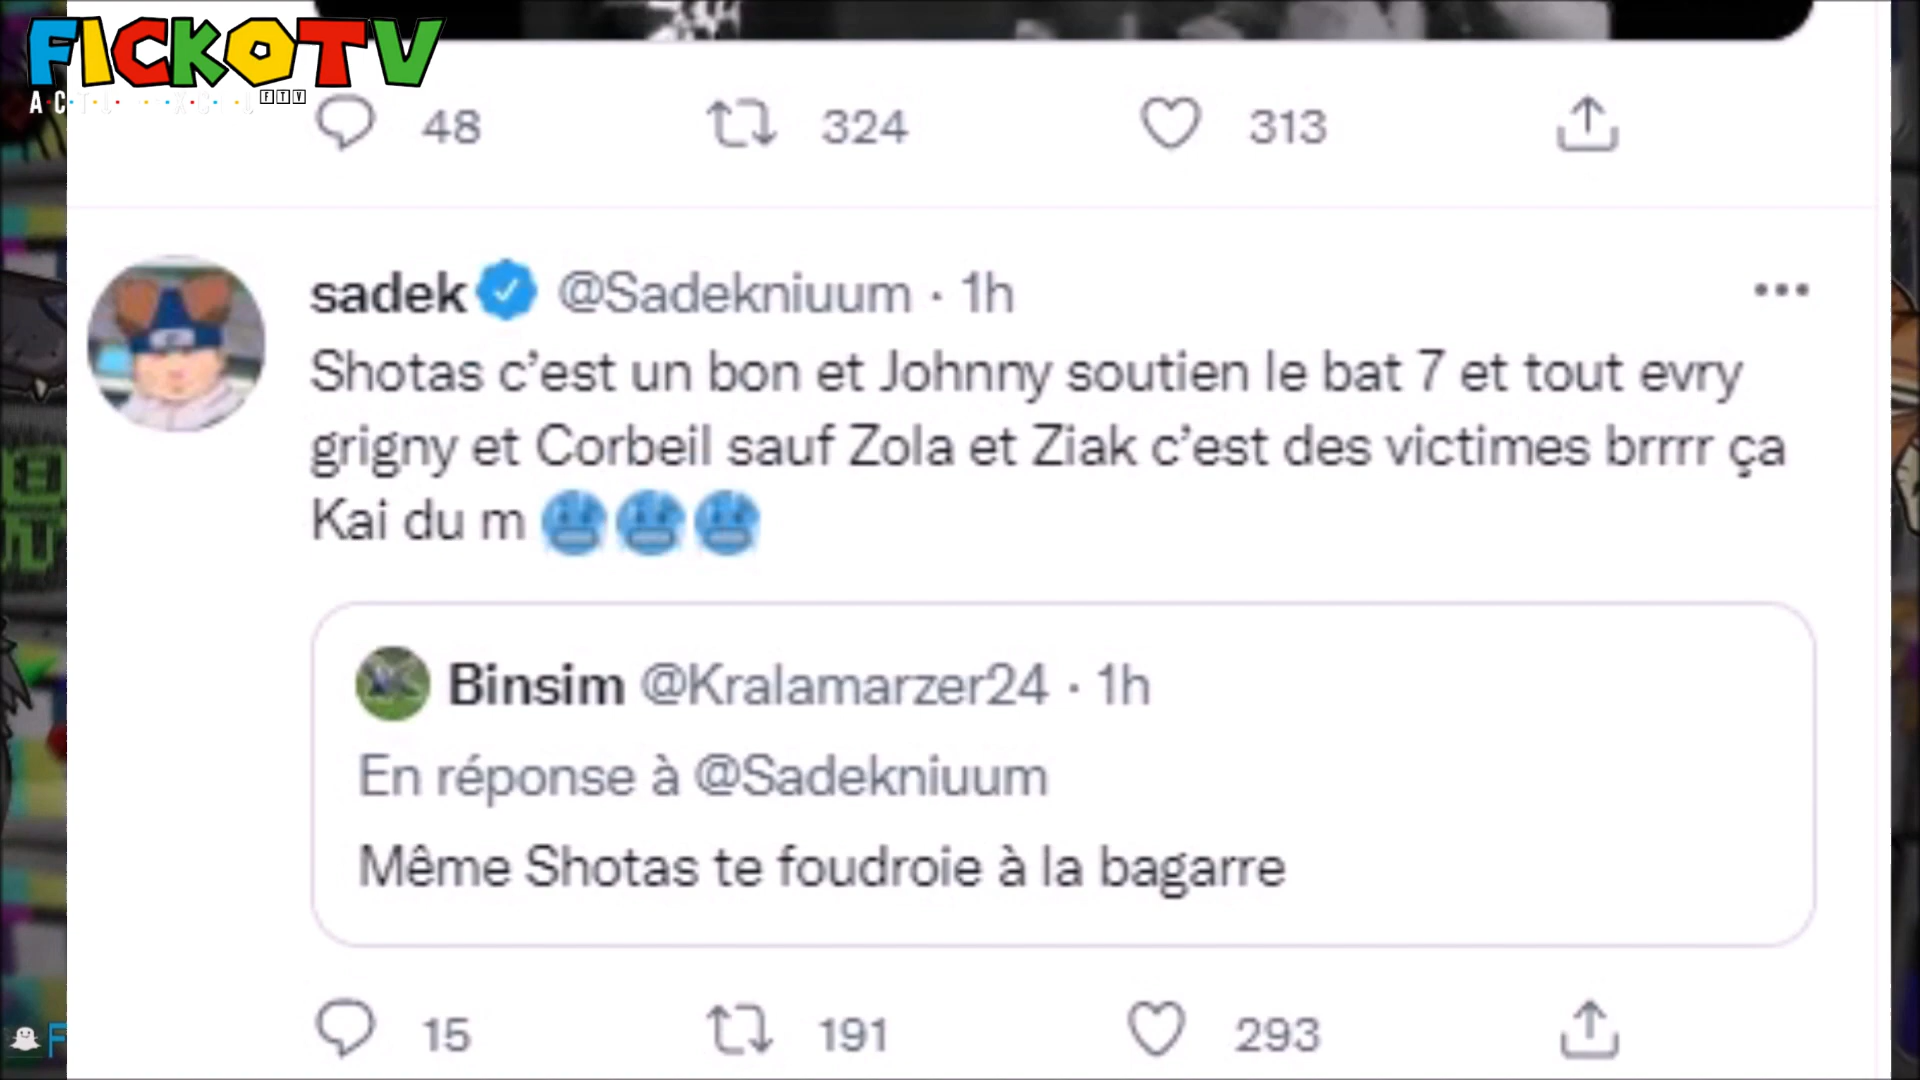 FICKOTV
48 324 313
sadek @Sadekniuum · 1h
Shotas c’est un bon et Johnny soutien le bat 7 et tout evry
grigny et Corbeil sauf Zola et Ziak c’est des victimes brrrr ça
Kai du m 🥶🥶🥶
Binsim @Kralamarzer24 · 1h
En réponse à @Sadekniuum
Même Shotas te foudroie à la bagarre
15 191 293